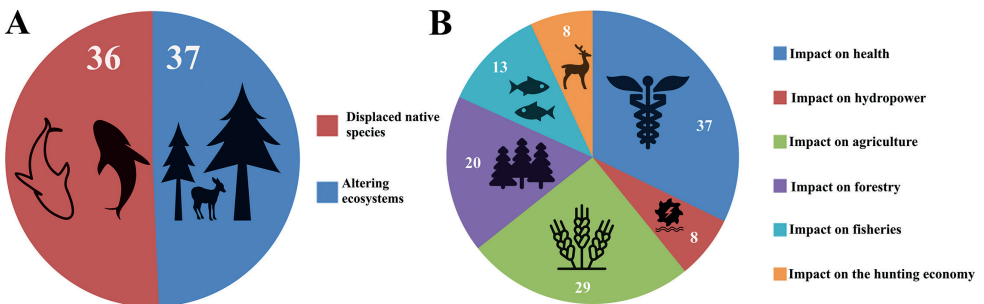 A
36
37
Displaced native
species
Altering
ecosystems
B
8
13
37
20
8
29
Impact on health
Impact on hydropower
Impact on agriculture
Impact on forestry
Impact on fisheries
Impact on the hunting economy